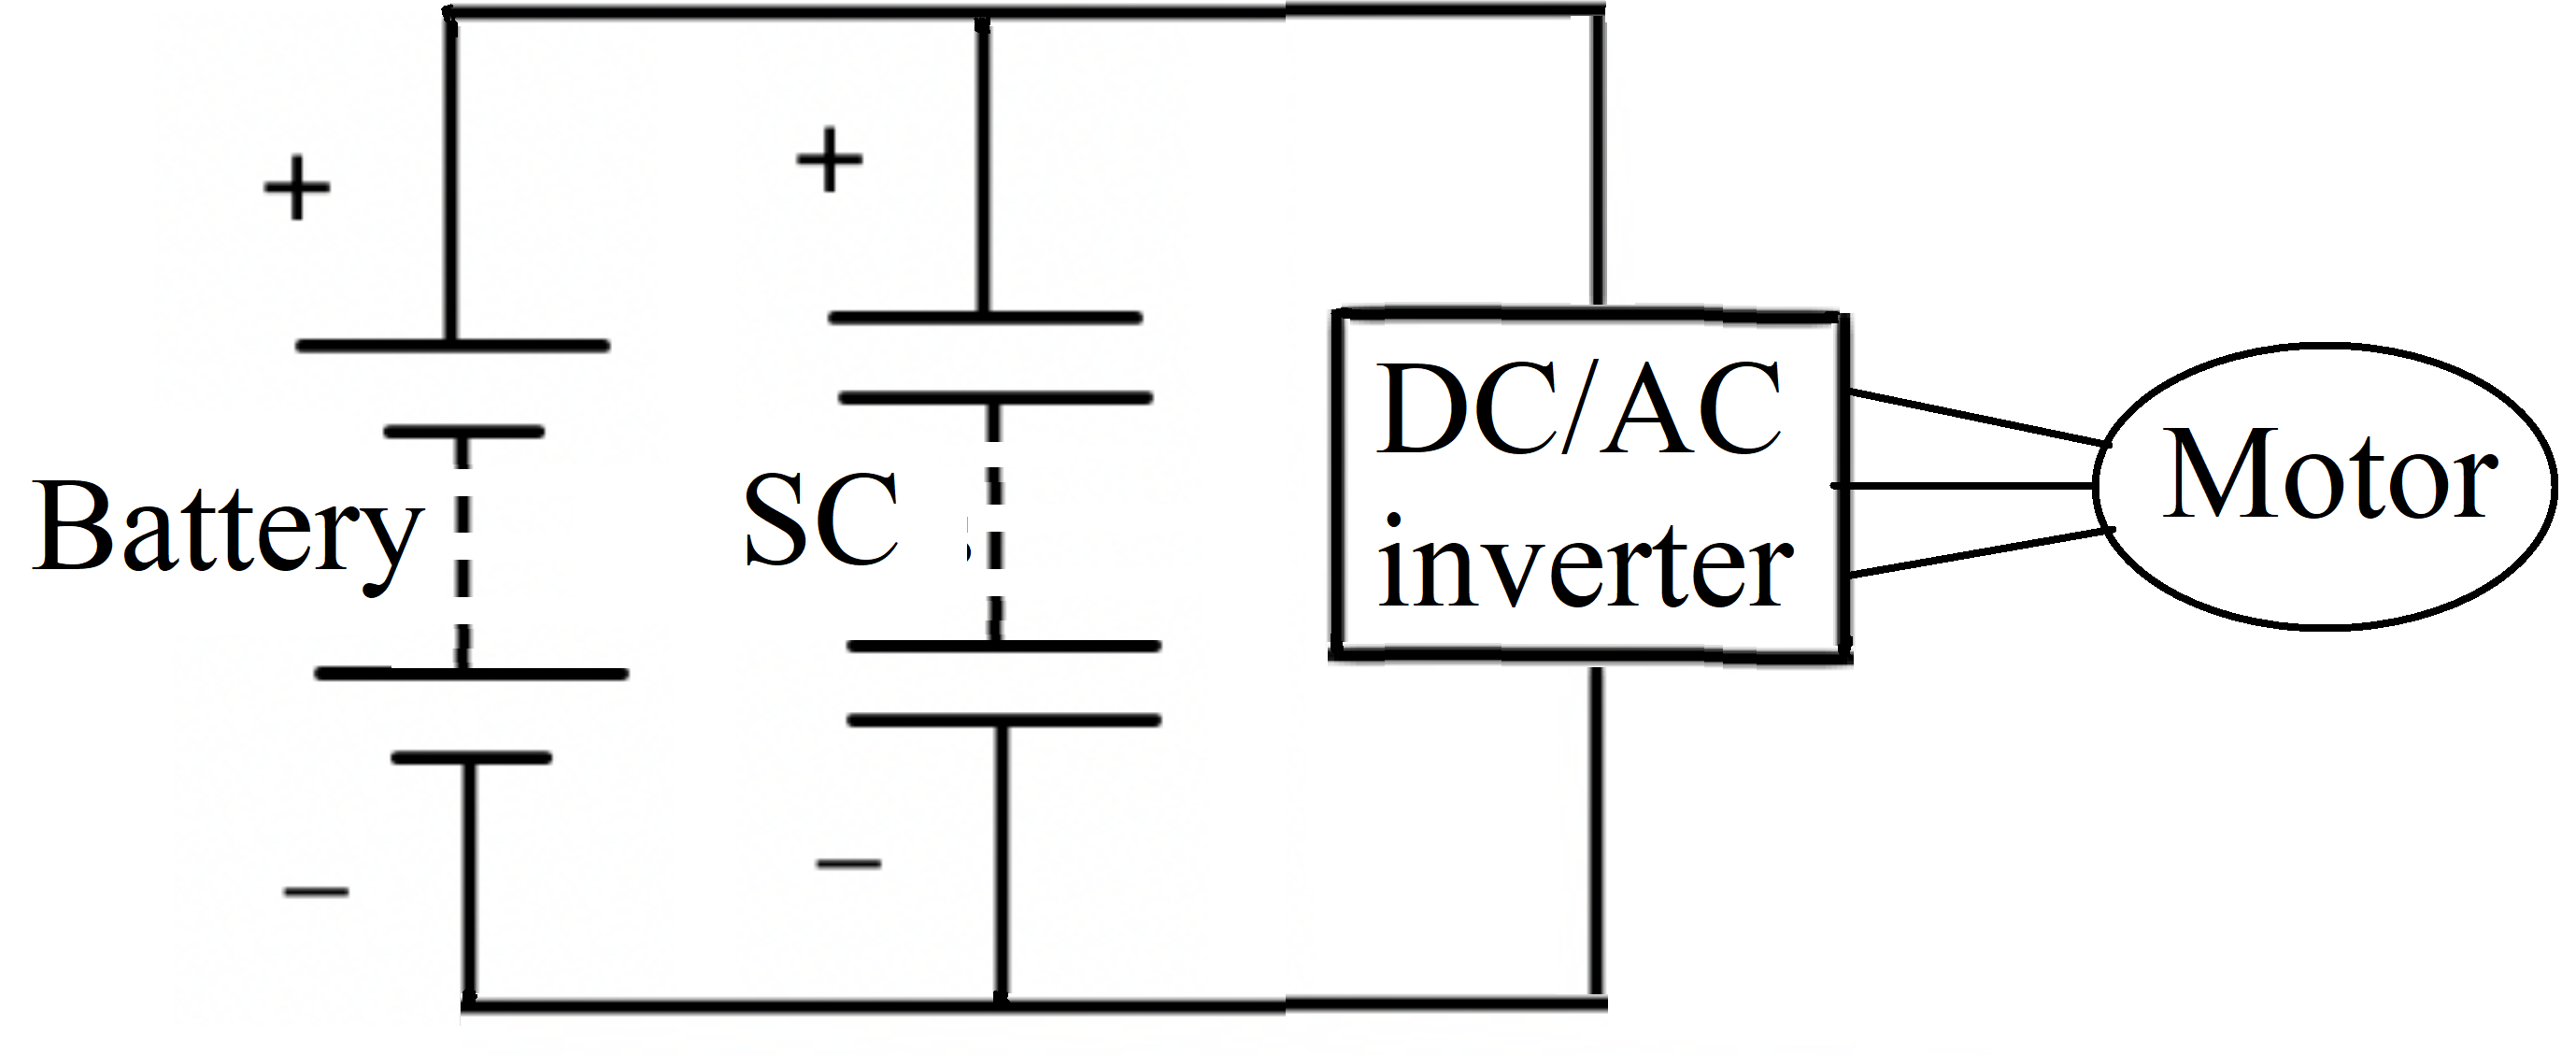 +
+
Battery
SC
DC/AC
inverter
Motor
−
−